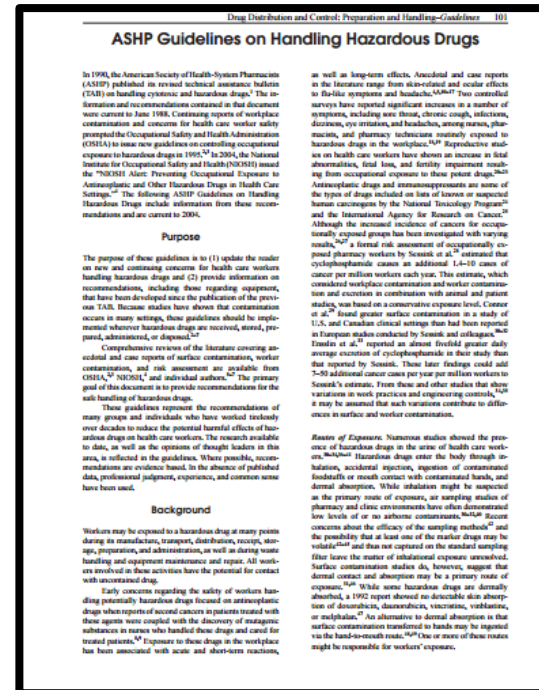 Drug Distribution and Control: Preparation and Handling–Guidelines 101
ASHP Guidelines on Handling Hazardous Drugs
In 1990, the American Society of Health-System Pharmacists
(ASHP) published its revised technical assistance bulletin
(TAB) on handling cytotoxic and hazardous drugs. The in-
formation and recommendations contained in that document
were current to June 1988. Continuing reports of workplace
contamination and concerns for health care worker safety
prompted the Occupational Safety and Health Administration
(OSHA) to issue new guidelines on controlling occupational
exposure to hazardous drugs in 1995. In 2004, the National
Institute for Occupational Safety and Health (NIOSH) issued
the "NIOSH Alert: Preventing Occupational Exposure to
Antineoplastic and Other Hazardous Drugs in Health Care
Settings." The following ASHP Guidelines on Handling
Hazardous Drugs include information from these recom-
mendations and are current to 2004.
Purpose
The purpose of these guidelines is to (1) update the reader
on new and continuing concerns for health care workers
handling hazardous drugs and (2) provide information on
recommendations, including those regarding equipment,
that have been developed since the publication of the previ-
ous TAB. Because studies have shown that contamination
occurs in many settings, these guidelines should be imple-
mented wherever hazardous drugs are received, stored, pre-
pared, administered, or disposed.
Comprehensive reviews of the literature covering an-
ecdotal and case reports of surface contamination, worker
contamination, and risk assessment are available from
OSHA, NIOSH, and individual authors. The primary
goal of this document is to provide recommendations for the
safe handling of hazardous drugs.
These guidelines represent the recommendations of
many groups and individuals who have worked tirelessly
over decades to reduce the potential harmful effects of haz-
ardous drugs on health care workers. The research available
to date, as well as the opinions of thought leaders in this
area, is reflected in the guidelines. Where possible, recom-
mendations are evidence based. In the absence of published
data, professional judgment, experience, and common sense
have been used.
Background
Workers may be exposed to a hazardous drug at many points
during its manufacture, transport, distribution, receipt, stor-
age, preparation, and administration, as well as during waste
handling and equipment maintenance and repair. All work-
ers involved in these activities have the potential for contact
with uncontained drug.
Early concerns regarding the safety of workers han-
dling potentially hazardous drugs focused on antineoplastic
drugs when reports of second cancers in patients treated with
these agents were coupled with the discovery of mutagenic
substances in nurses who handled these drugs and cared for
treated patients. Exposure to these drugs in the workplace
has been associated with acute and short-term reactions,
as well as long-term effects. Anecdotal and case reports
in the literature range from skin-related and ocular effects
to flu-like symptoms and headache. Two controlled
surveys have reported significant increases in a number of
symptoms, including sore throat, chronic cough, infections,
dizziness, eye irritation, and headaches, among nurses, phar-
macists, and pharmacy technicians routinely exposed to
hazardous drugs in the workplace. Reproductive stud-
ies on health care workers have shown an increase in fetal
abnormalities, fetal loss, and fertility impairment result-
ing from occupational exposure to these potent drugs.
Antineoplastic drugs and immunosuppressants are some of
the types of drugs included on lists of known or suspected
human carcinogens by the National Toxicology Program
and the International Agency for Research on Cancer.
Although the increased incidence of cancers for occupa-
tionally exposed groups has been investigated with varying
results, a formal risk assessment of occupationally ex-
posed pharmacy workers by Sessink et al. estimated that
cyclophosphamide causes an additional 1.4–10 cases of
cancer per million workers each year. This estimate, which
considered workplace contamination and worker contamina-
tion and excretion in combination with animal and patient
studies, was based on a conservative exposure level. Connor
et al. found greater surface contamination in a study of
U.S. and Canadian clinical settings than had been reported
in European studies conducted by Sessink and colleagues.
Ensslin et al. reported an almost fivefold greater daily
average excretion of cyclophosphamide in their study than
that reported by Sessink. These later findings could add
7–50 additional cancer cases per year per million workers to
Sessink's estimate. From these and other studies that show
variations in work practices and engineering controls,
it may be assumed that such variations contribute to differ-
ences in surface and worker contamination.
Routes of Exposure. Numerous studies showed the pres-
ence of hazardous drugs in the urine of health care work-
ers. Hazardous drugs enter the body through in-
halation, accidental injection, ingestion of contaminated
foodstuffs or mouth contact with contaminated hands, and
dermal absorption. While inhalation might be suspected
as the primary route of exposure, air sampling studies of
pharmacy and clinic environments have often demonstrated
low levels of or no airborne contaminants. Recent
concerns about the efficacy of the sampling methods and
the possibility that at least one of the marker drugs may be
volatile and thus not captured on the standard sampling
filter leave the matter of inhalational exposure unresolved.
Surface contamination studies do, however, suggest that
dermal contact and absorption may be a primary route of
exposure. While some hazardous drugs are dermally
absorbed, a 1992 report showed no detectable skin absorp-
tion of doxorubicin, daunorubicin, vincristine, vinblastine,
or melphalan. An alternative to dermal absorption is that
surface contamination transferred to hands may be ingested
via the hand-to-mouth route. One or more of these routes
might be responsible for workers' exposure.